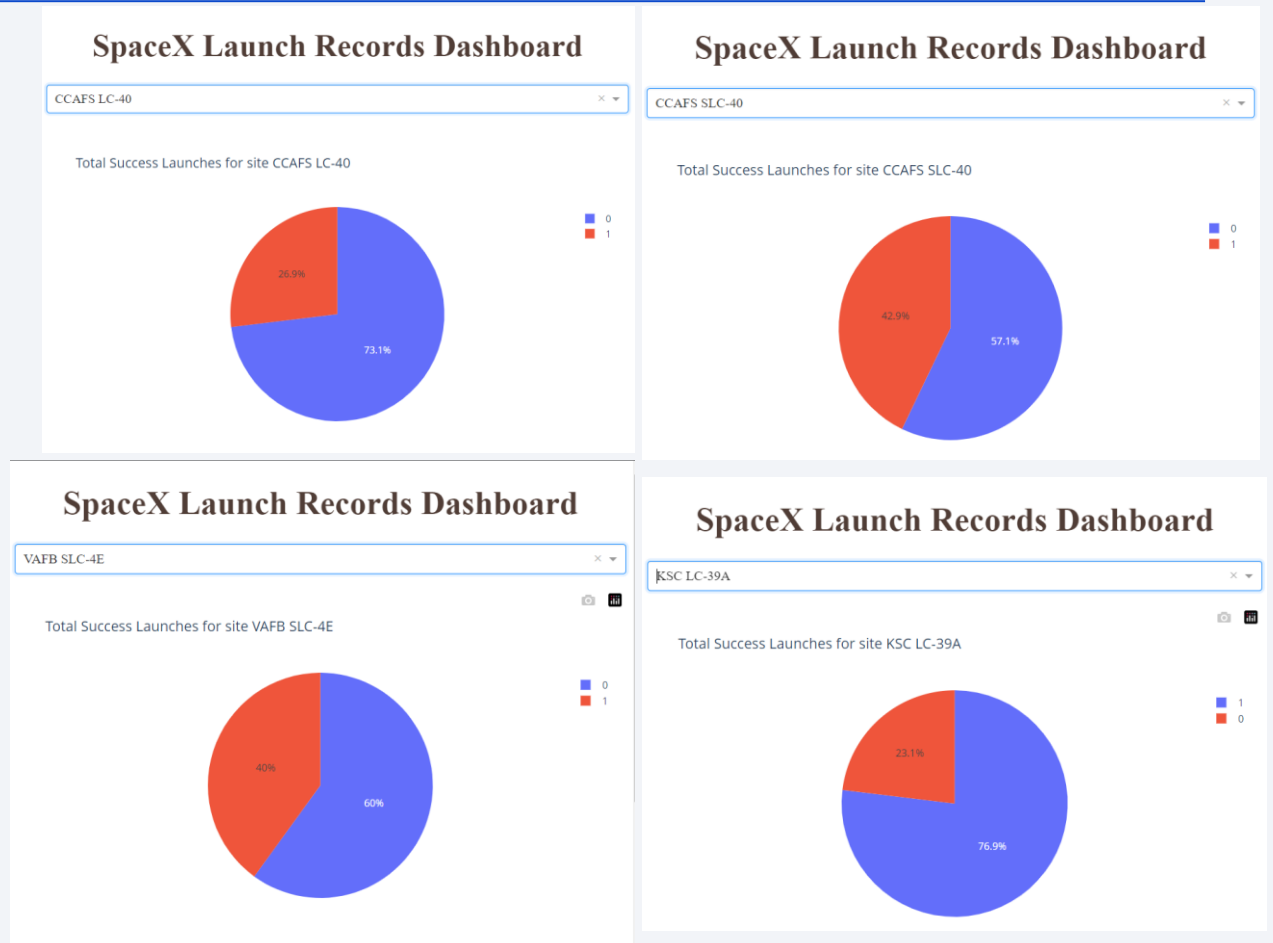 SpaceX Launch Records Dashboard
CCAFS LC-40
Total Success Launches for site CCAFS LC-40
0
1
26.9%
73.1%
SpaceX Launch Records Dashboard
CCAFS SLC-40
Total Success Launches for site CCAFS SLC-40
0
1
42.9%
57.1%
SpaceX Launch Records Dashboard
VAFB SLC-4E
Total Success Launches for site VAFB SLC-4E
0
1
40%
60%
SpaceX Launch Records Dashboard
KSC LC-39A
Total Success Launches for site KSC LC-39A
1
0
23.1%
76.9%